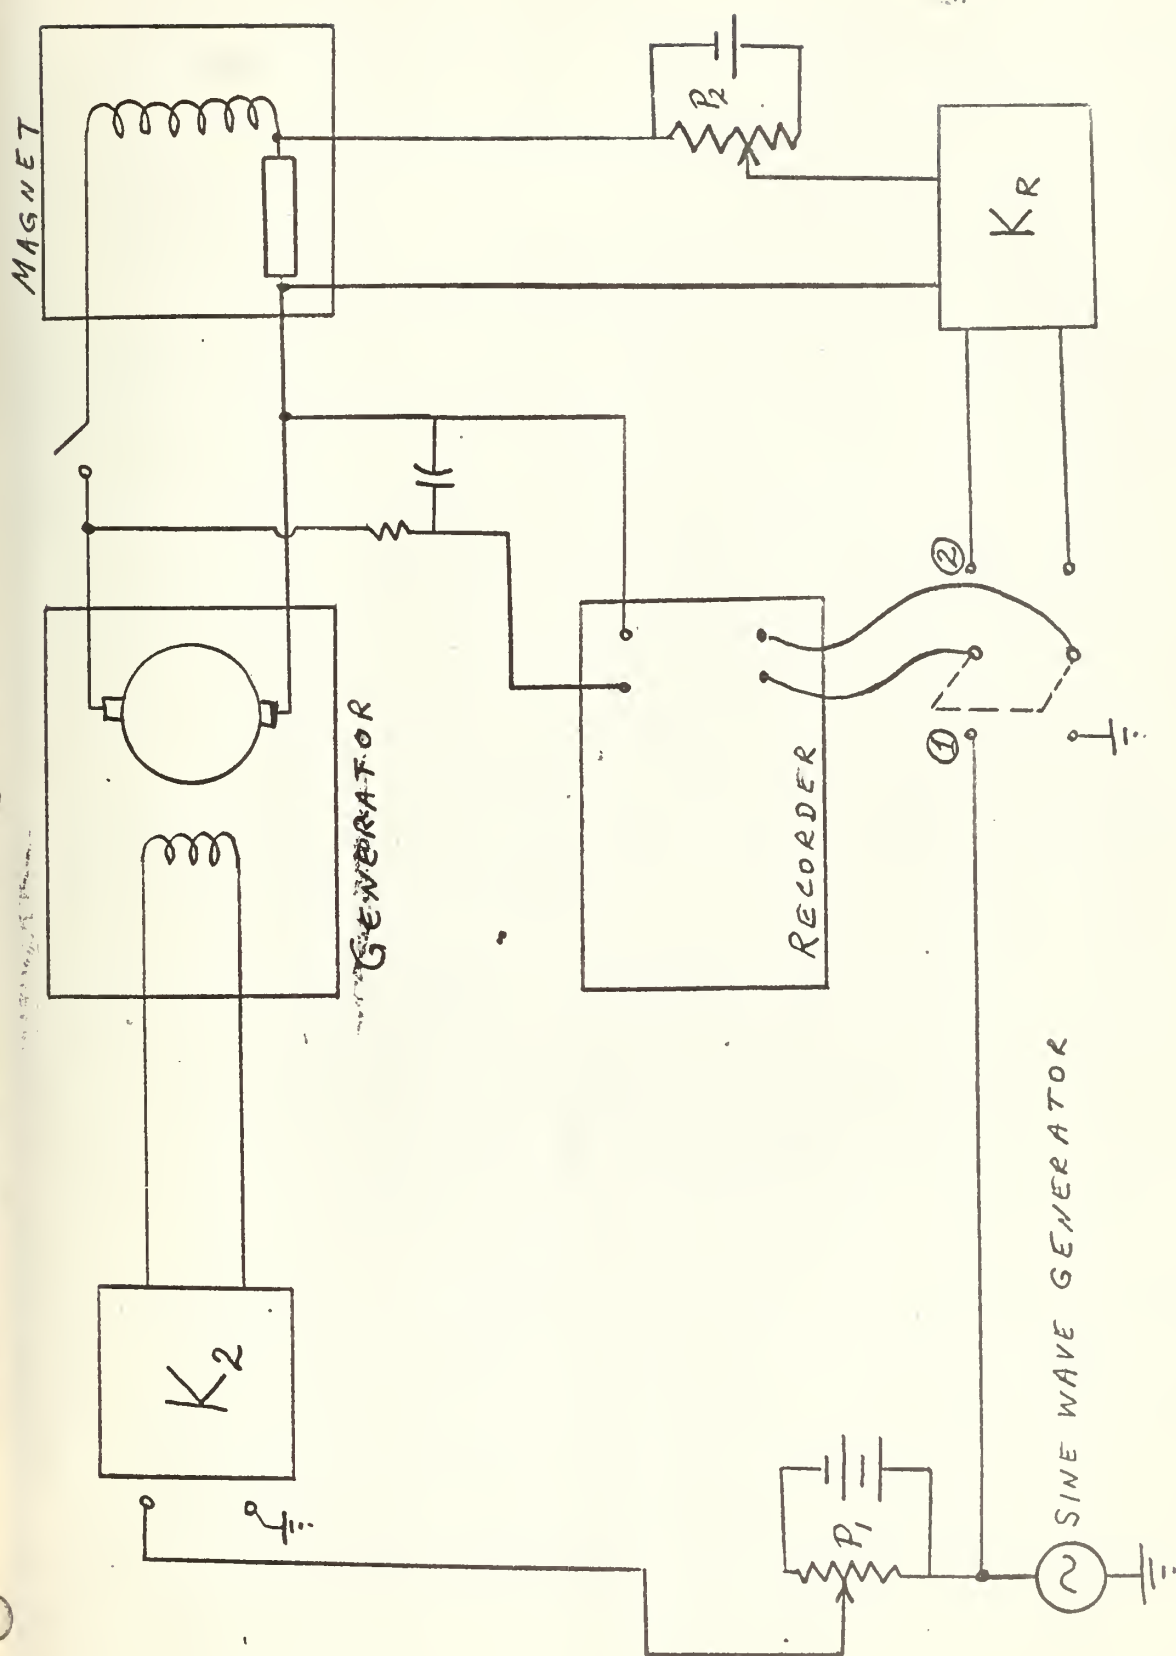 MAGNET
P2
KR
GENERATOR
②
①
RECORDER
K2
P1
SINE WAVE GENERATOR